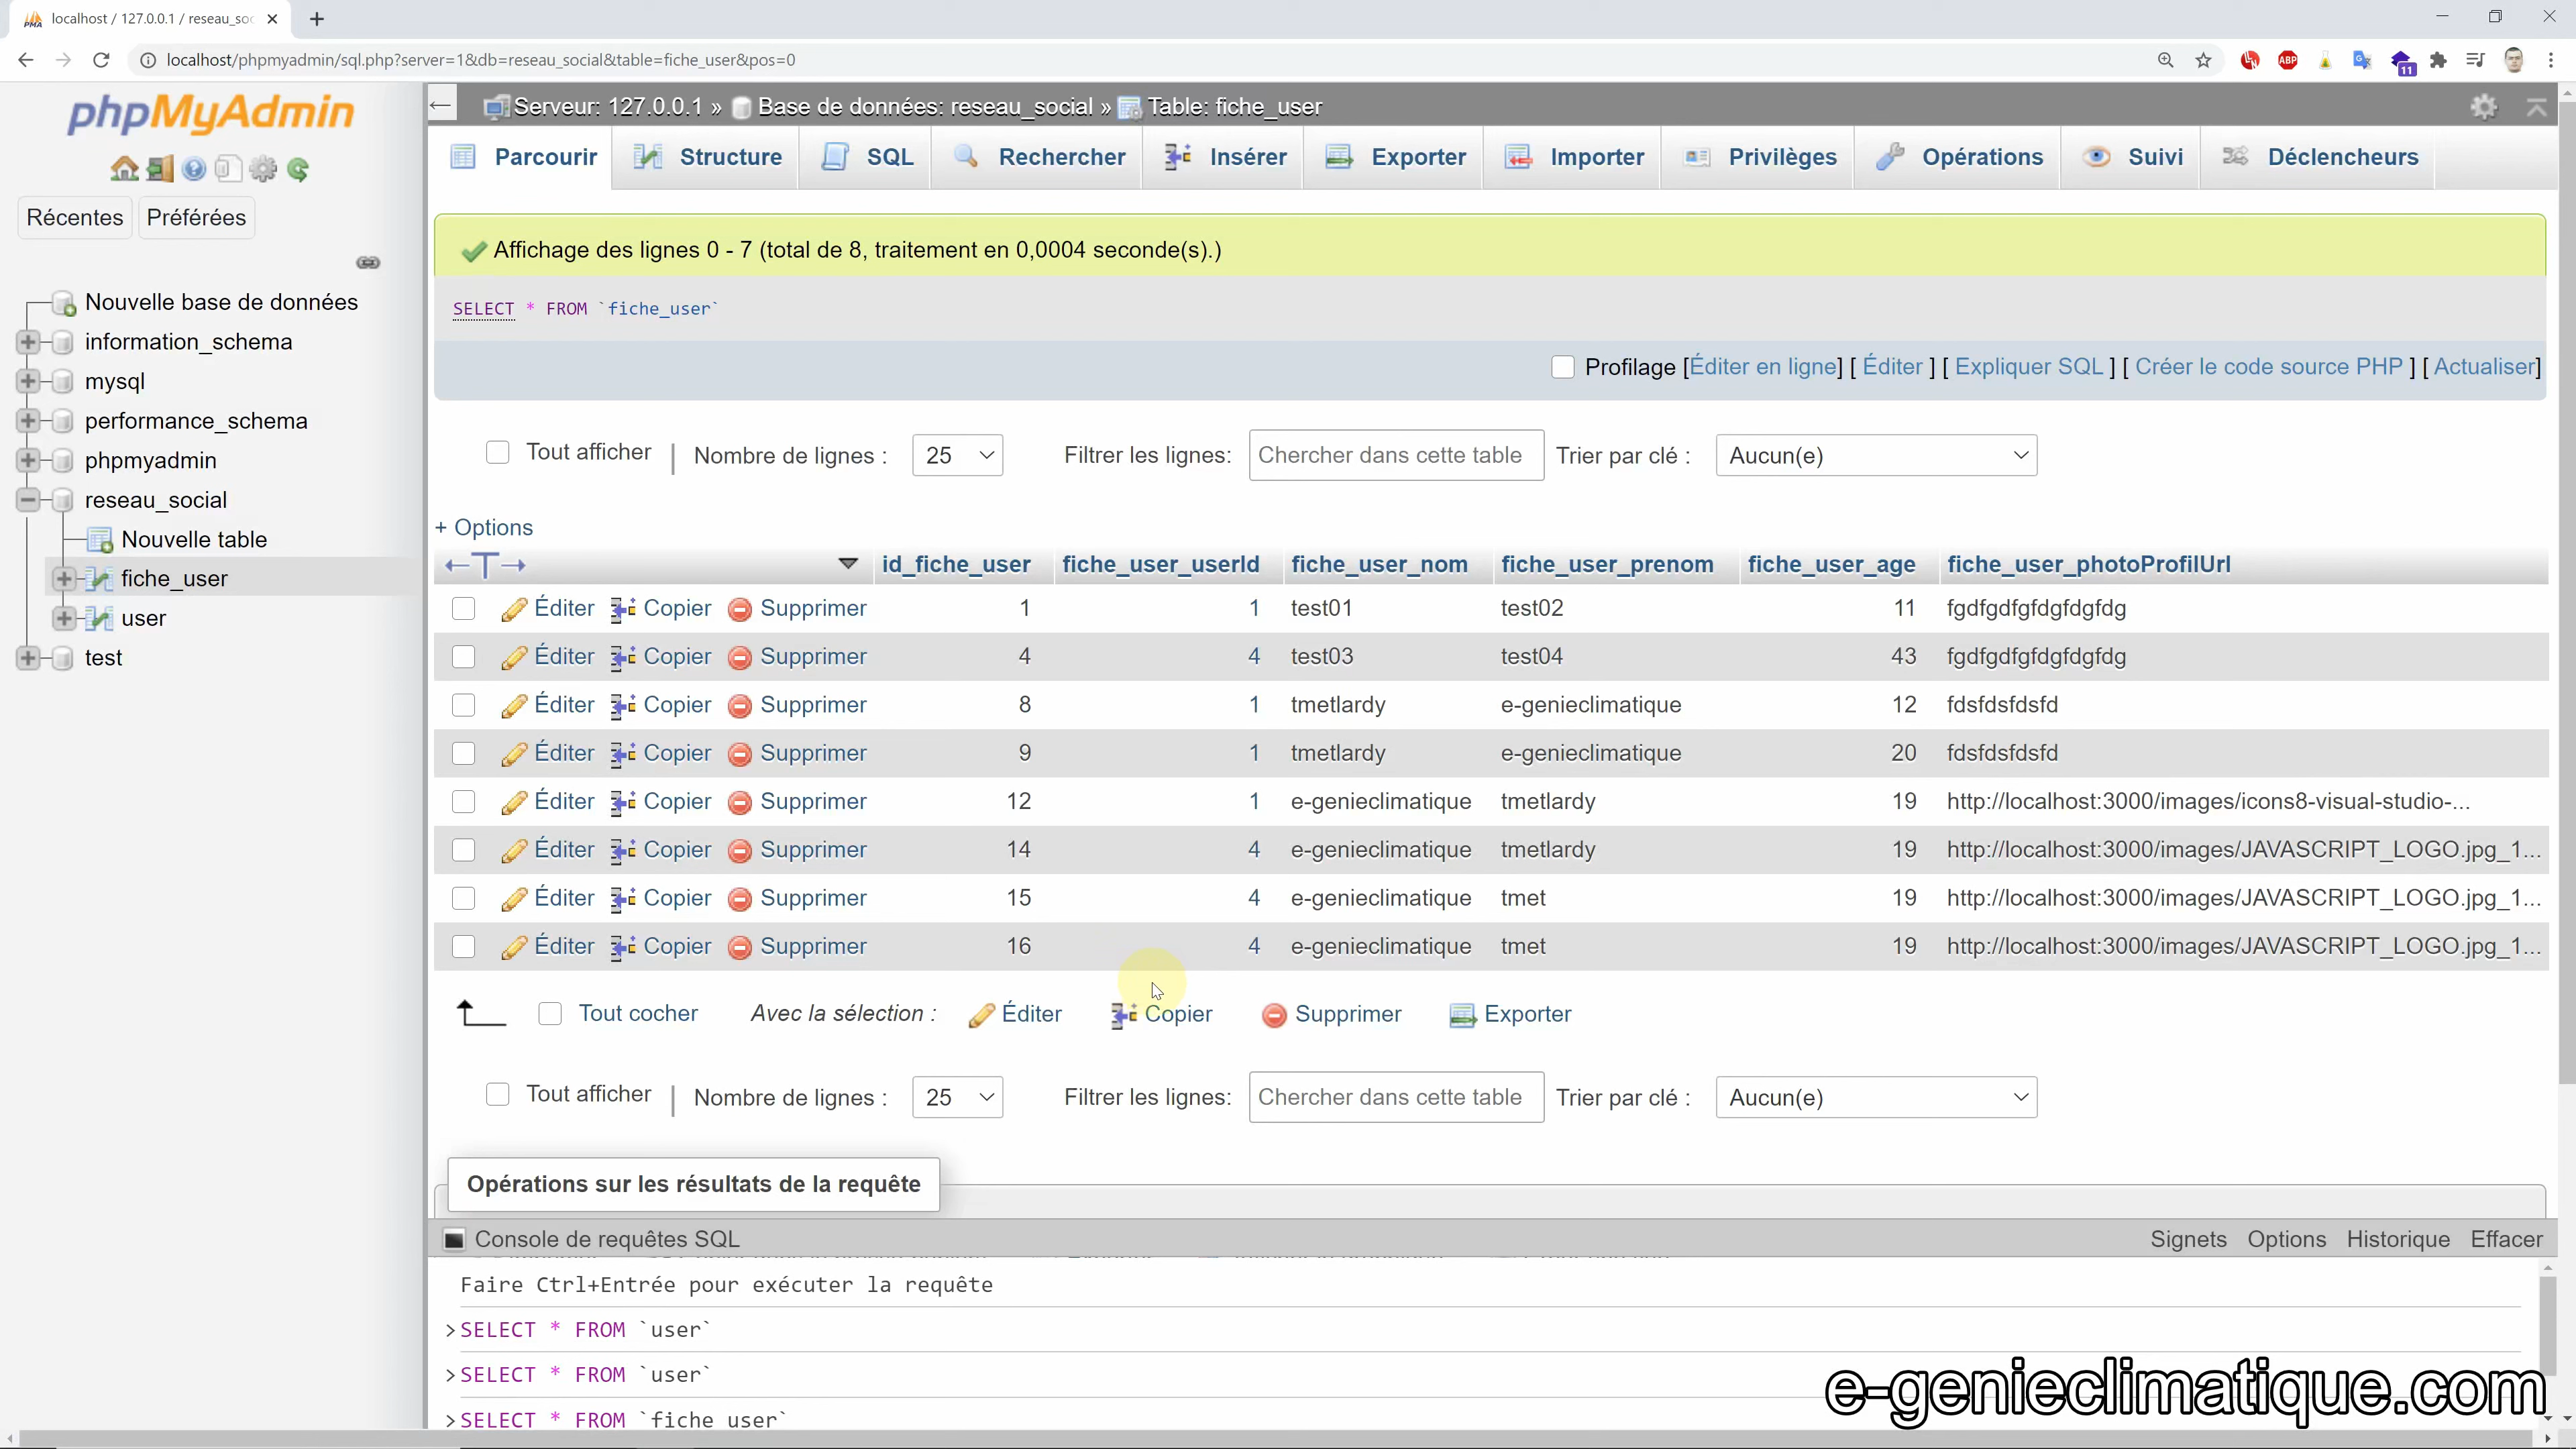 localhost / 127.0.0.1 / reseau_soc
localhost/phpmyadmin/sql.php?server=1&db=reseau_social&table=fiche_user&pos=0
ABP
11
phpMyAdmin
Récentes Préférées
Nouvelle base de données
information_schema
mysql
performance_schema
phpmyadmin
reseau_social
Nouvelle table
fiche_user
user
test
Serveur: 127.0.0.1 » Base de données: reseau_social » Table: fiche_user
Parcourir Structure SQL Rechercher Insérer Exporter Importer Privilèges Opérations Suivi Déclencheurs
Affichage des lignes 0 - 7 (total de 8, traitement en 0,0004 seconde(s).)
SELECT * FROM `fiche_user`
Profilage [Éditer en ligne] [ Éditer ] [ Expliquer SQL ] [ Créer le code source PHP ] [ Actualiser]
Tout afficher | Nombre de lignes : 25 Filtrer les lignes: Chercher dans cette table Trier par clé : Aucun(e)
+ Options
←T→ id_fiche_user fiche_user_userId fiche_user_nom fiche_user_prenom fiche_user_age fiche_user_photoProfilUrl
Éditer Copier Supprimer 1 1 test01 test02 11 fgdfgdfgfdgfdgfdg
Éditer Copier Supprimer 4 4 test03 test04 43 fgdfgdfgfdgfdgfdg
Éditer Copier Supprimer 8 1 tmetlardy e-genieclimatique 12 fdsfdsfdsfd
Éditer Copier Supprimer 9 1 tmetlardy e-genieclimatique 20 fdsfdsfdsfd
Éditer Copier Supprimer 12 1 e-genieclimatique tmetlardy 19 http://localhost:3000/images/icons8-visual-studio-...
Éditer Copier Supprimer 14 4 e-genieclimatique tmetlardy 19 http://localhost:3000/images/JAVASCRIPT_LOGO.jpg_1...
Éditer Copier Supprimer 15 4 e-genieclimatique tmet 19 http://localhost:3000/images/JAVASCRIPT_LOGO.jpg_1...
Éditer Copier Supprimer 16 4 e-genieclimatique tmet 19 http://localhost:3000/images/JAVASCRIPT_LOGO.jpg_1...
Tout cocher Avec la sélection : Éditer Copier Supprimer Exporter
Tout afficher | Nombre de lignes : 25 Filtrer les lignes: Chercher dans cette table Trier par clé : Aucun(e)
Opérations sur les résultats de la requête
Console de requêtes SQL Signets Options Historique Effacer
Faire Ctrl+Entrée pour exécuter la requête
>SELECT * FROM `user`
>SELECT * FROM `user`
>SELECT * FROM `fiche_user`
e-genieclimatique.com